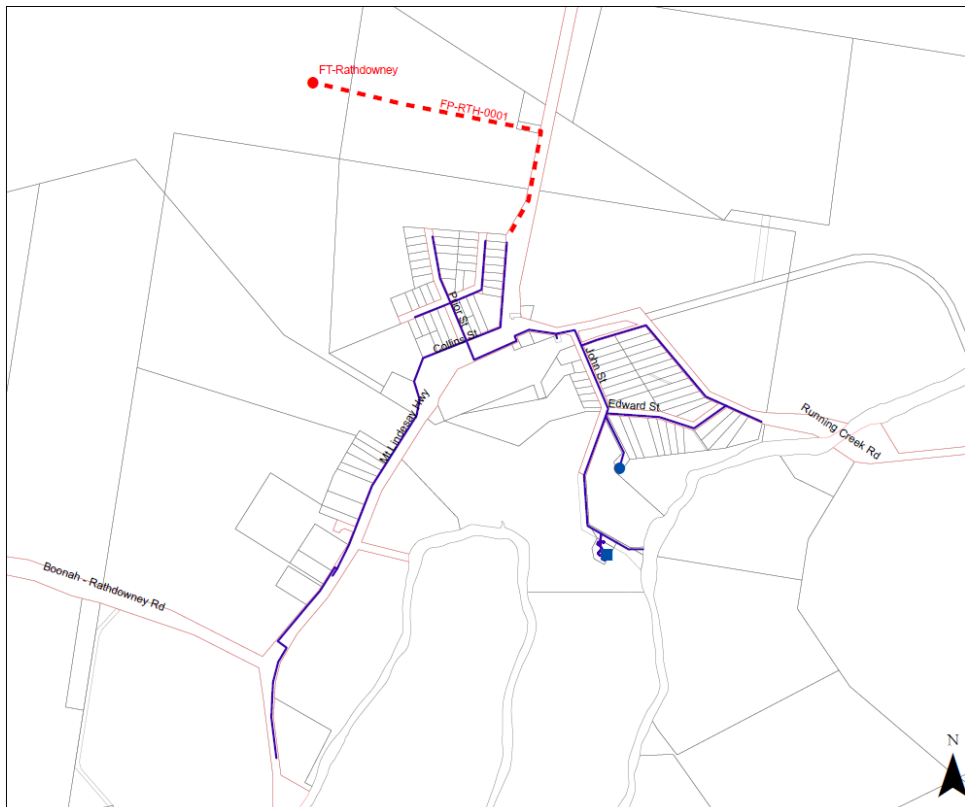 FT-Rathdowney
FP-RTH-0001
Prior St
Collins St
John St
Edward St
Mt Lindesay Hwy
Running Creek Rd
Boonah - Rathdowney Rd
N